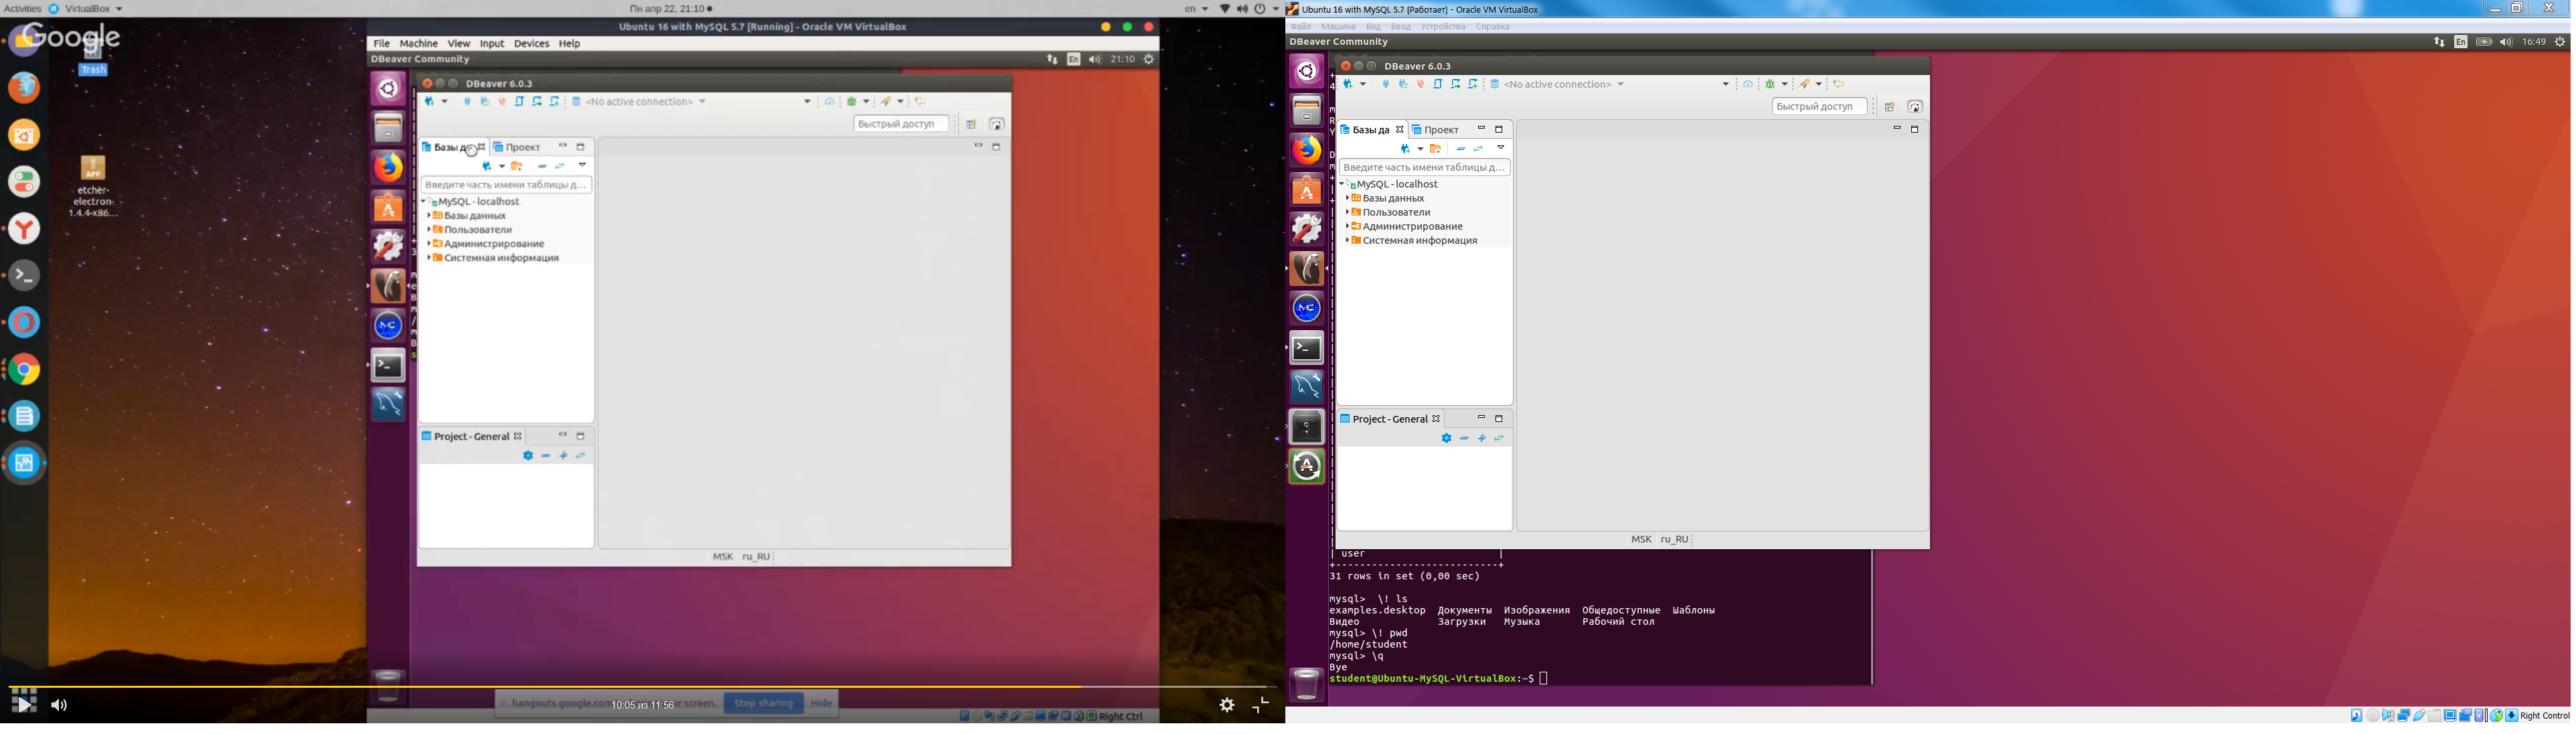 Activities VirtualBox Пн апр 22, 21:10 en
Google
Trash
etcher-
electron-
1.4.4-x86...
Ubuntu 16 with MySQL 5.7 [Running] - Oracle VM VirtualBox
File Machine View Input Devices Help
DBeaver Community En 21:10
DBeaver 6.0.3
<No active connection>
Быстрый доступ
Базы д Проект
Введите часть имени таблицы д...
MySQL - localhost
Базы данных
Пользователи
Администрирование
Системная информация
Project - General
MSK ru_RU
hangouts.google.com screen. Stop sharing Hide
10:05 из 11:56
Right Ctrl
Ubuntu 16 with MySQL 5.7 [Работает] - Oracle VM VirtualBox
Файл Машина Вид Ввод Устройства Справка
DBeaver Community En 16:49
DBeaver 6.0.3
<No active connection>
Быстрый доступ
Базы да Проект
Введите часть имени таблицы д...
MySQL - localhost
Базы данных
Пользователи
Администрирование
Системная информация
Project - General
MSK ru_RU
| user |
+---------------------------+
31 rows in set (0,00 sec)
mysql> \! ls
examples.desktop Документы Изображения Общедоступные Шаблоны
Видео Загрузки Музыка Рабочий стол
mysql> \! pwd
/home/student
mysql> \q
Bye
student@Ubuntu-MySQL-VirtualBox:~$
Right Control